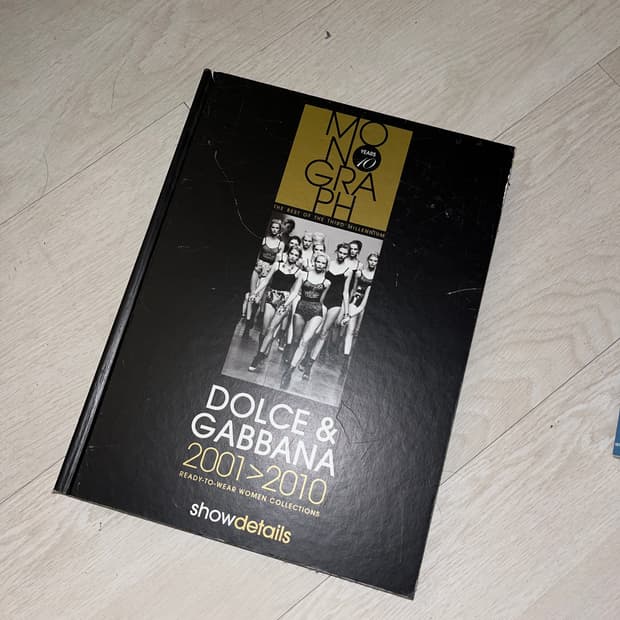 MO
YEARS
N 10
GRA
PH
THE BEST OF THE THIRD MILLENNIUM
DOLCE &
GABBANA
2001>2010
READY-TO-WEAR WOMEN COLLECTIONS
showdetails